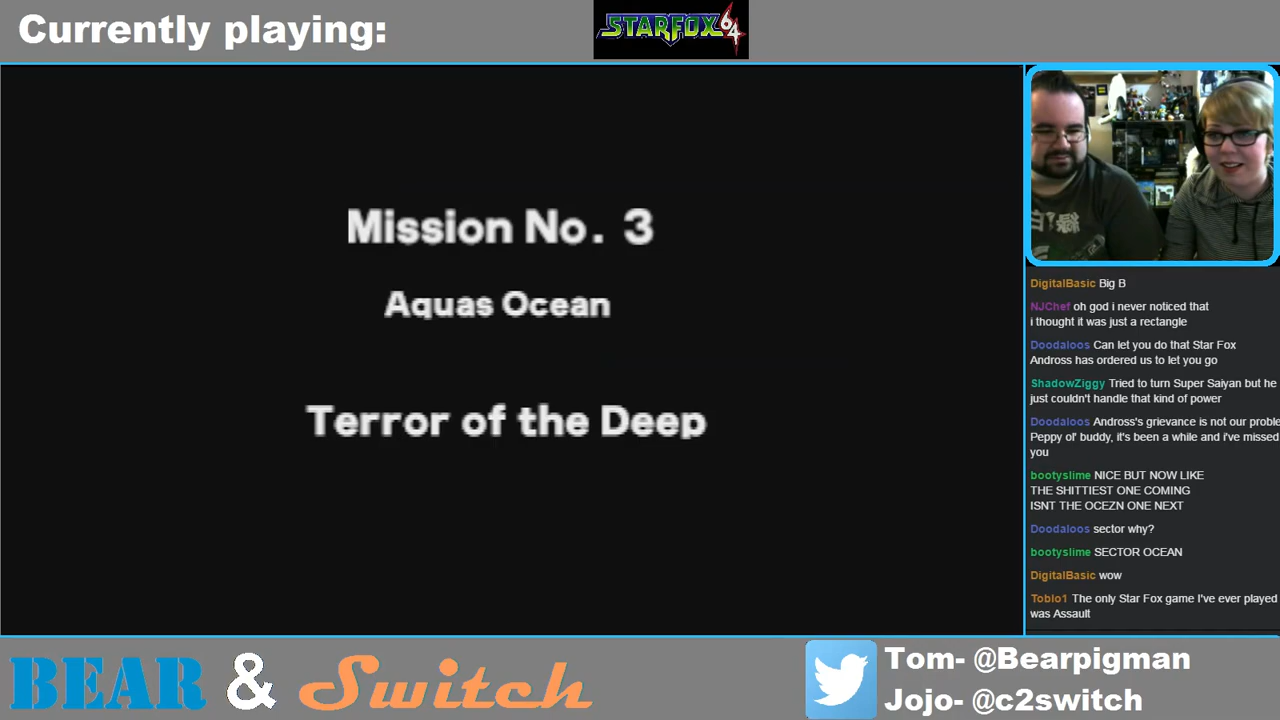 Currently playing:
STARFOX 64
Mission No. 3
Aquas Ocean
Terror of the Deep
DigitalBasic Big B
NJChef oh god i never noticed that
i thought it was just a rectangle
Doodaloos Can let you do that Star Fox
Andross has ordered us to let you go
ShadowZiggy Tried to turn Super Saiyan but he
just couldn't handle that kind of power
Doodaloos Andross's grievance is not our proble
Peppy ol' buddy, it's been a while and i've missed
you
bootyslime NICE BUT NOW LIKE
THE SHITTIEST ONE COMING
ISNT THE OCEZN ONE NEXT
Doodaloos sector why?
bootyslime SECTOR OCEAN
DigitalBasic wow
Toblo1 The only Star Fox game I've ever played
was Assault
BEAR & Switch
Tom- @Bearpigman
Jojo- @c2switch